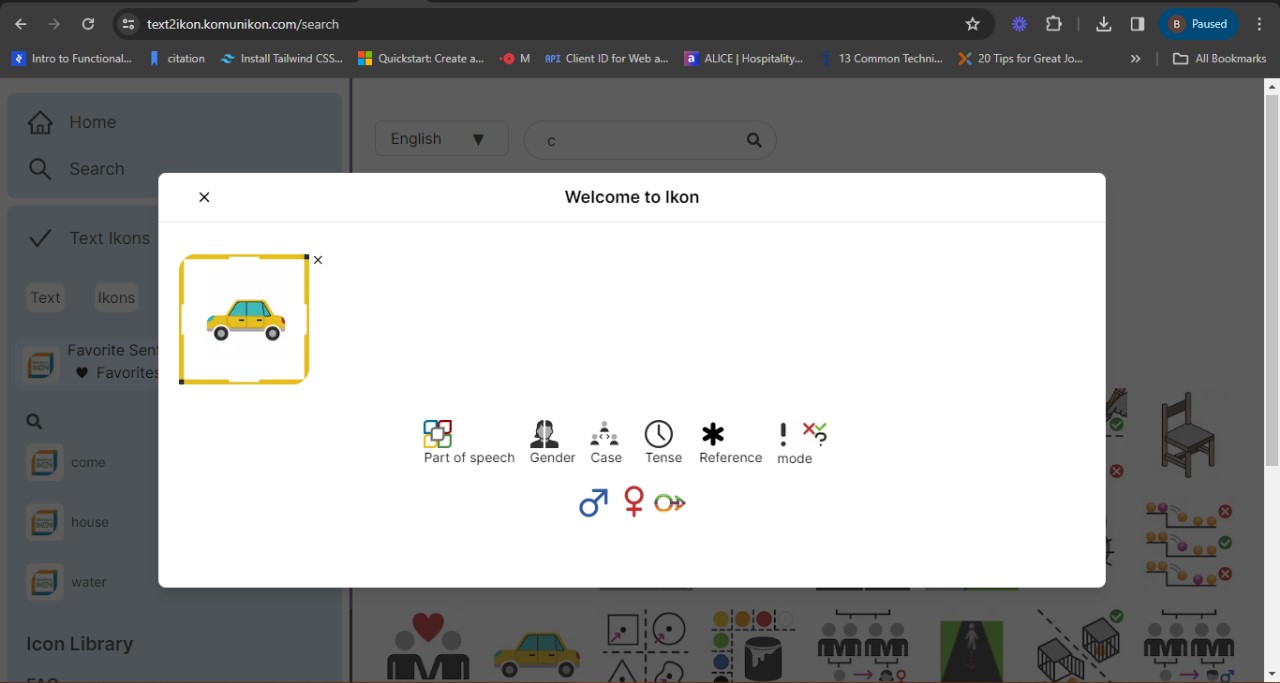 text2ikon.komunikon.com/search
B Paused
Intro to Functional...
citation
Install Tailwind CSS...
Quickstart: Create a...
M
API Client ID for Web a...
a ALICE | Hospitality...
13 Common Techni...
20 Tips for Great Jo...
»
All Bookmarks
Home
Search
English ▼
c
Welcome to Ikon
Text Ikons
Text
Ikons
Favorite Sent
Favorites
come
house
water
Icon Library
FAQ
Part of speech
Gender
Case
Tense
Reference
mode